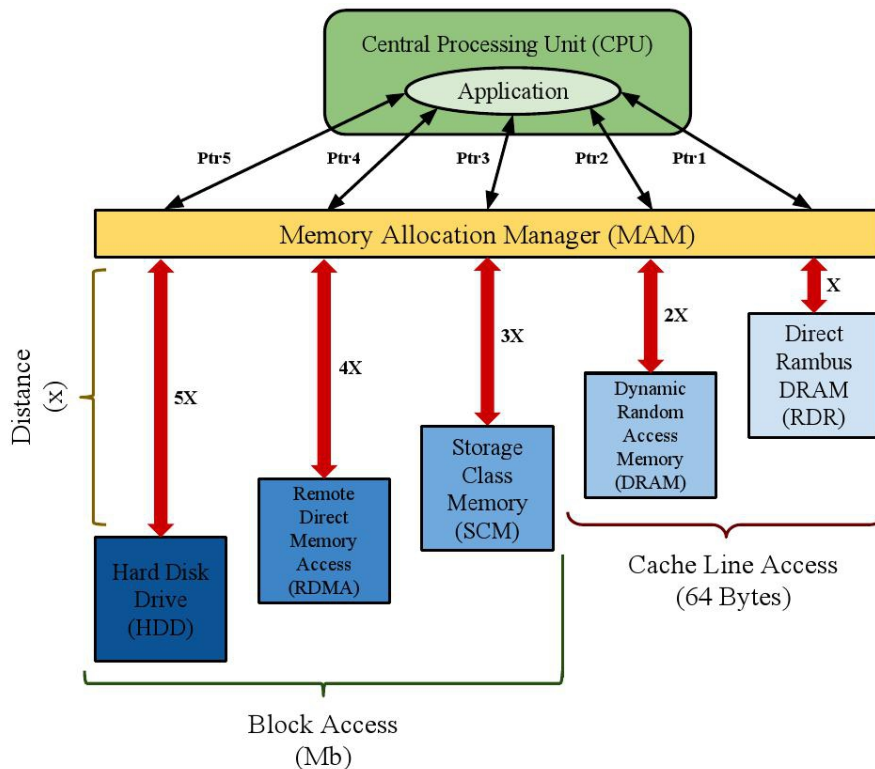 Central Processing Unit (CPU)
Application
Ptr5
Ptr4
Ptr3
Ptr2
Ptr1
Memory Allocation Manager (MAM)
Distance
(x)
5X
4X
3X
2X
X
Hard Disk
Drive
(HDD)
Remote
Direct
Memory
Access
(RDMA)
Storage
Class
Memory
(SCM)
Dynamic
Random
Access
Memory
(DRAM)
Direct
Rambus
DRAM
(RDR)
Block Access
(Mb)
Cache Line Access
(64 Bytes)